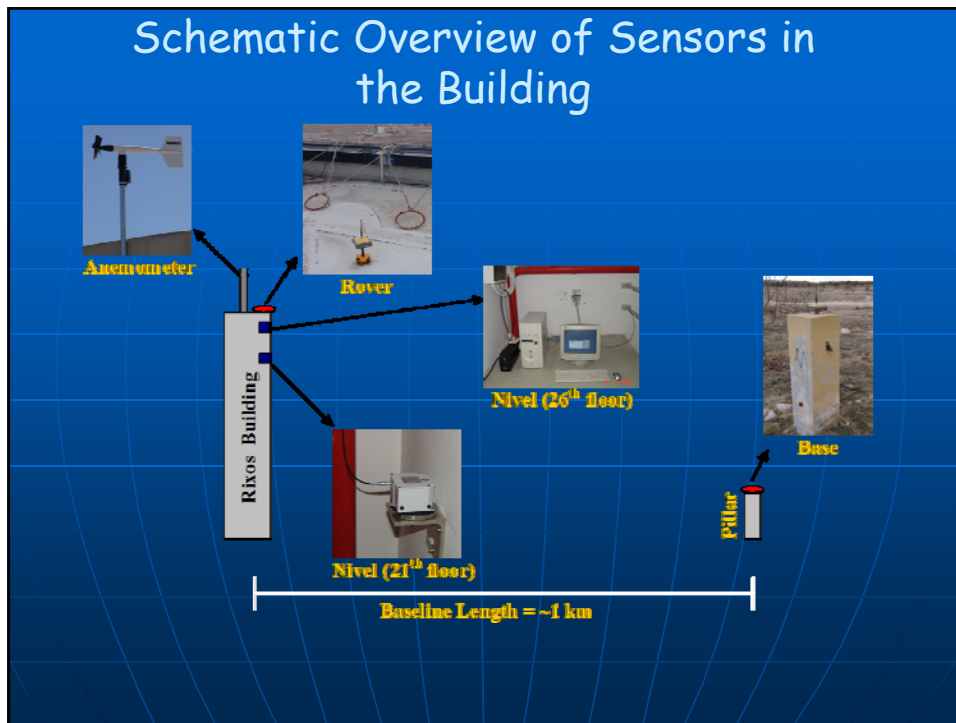 Schematic Overview of Sensors in
the Building
Anemometer
Rover
Nivel (26th floor)
Base
Rixos Building
Pillar
Nivel (21th floor)
Baseline Length = ~1 km